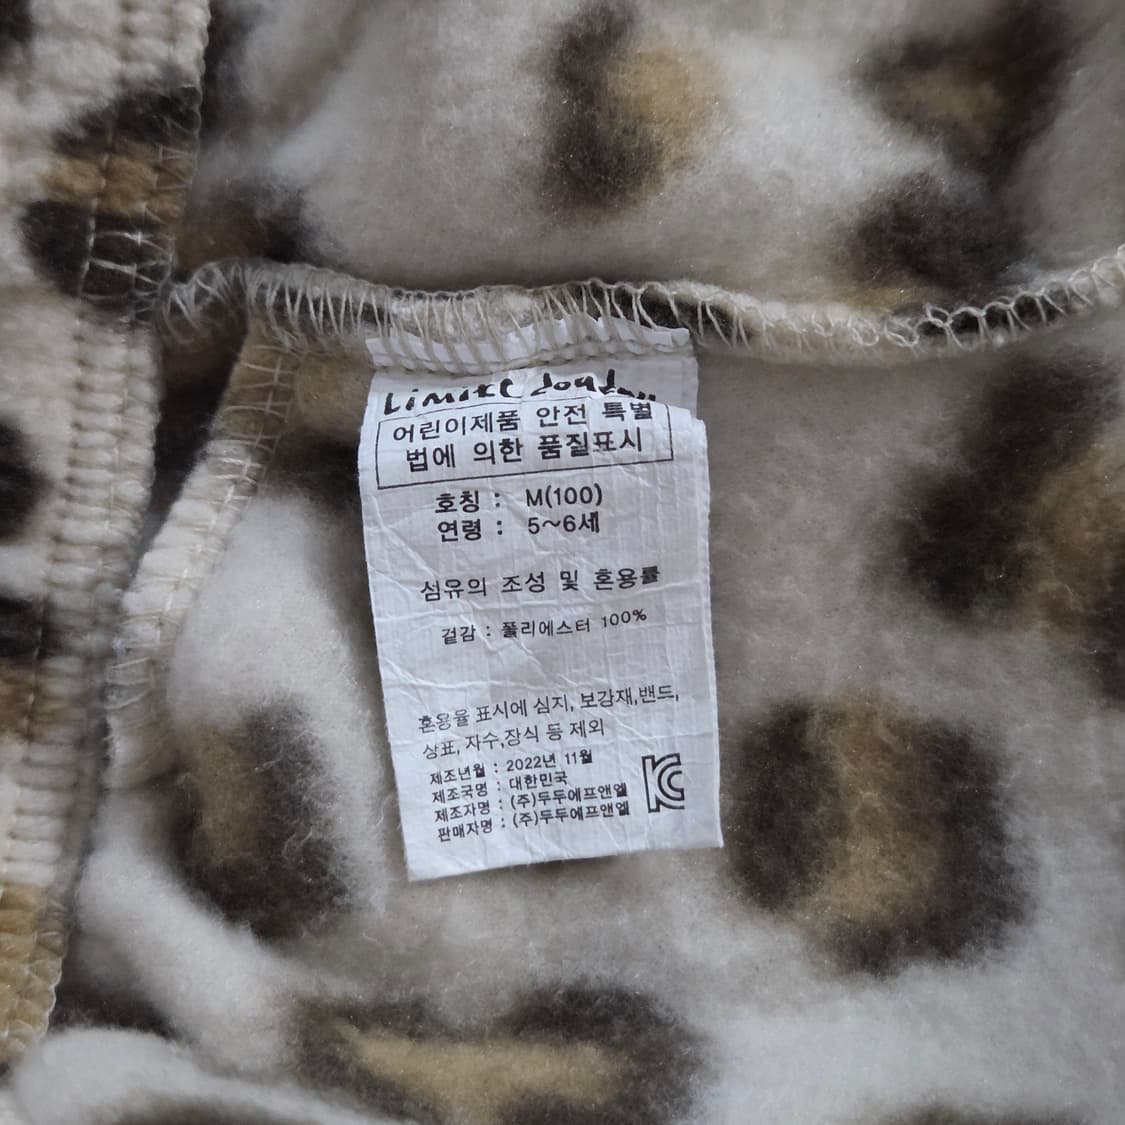 Limite doudou
어린이제품 안전 특별
법에 의한 품질표시
호칭 : M(100)
연령 : 5~6세
섬유의 조성 및 혼용률
겉감 : 폴리에스터 100%
혼용율 표시에 심지, 보강재,밴드,
상표, 자수,장식 등 제외
제조년월 : 2022년 11월
제조국명 : 대한민국
제조자명 : (주)두두에프앤엘
판매자명 : (주)두두에프앤엘
KC